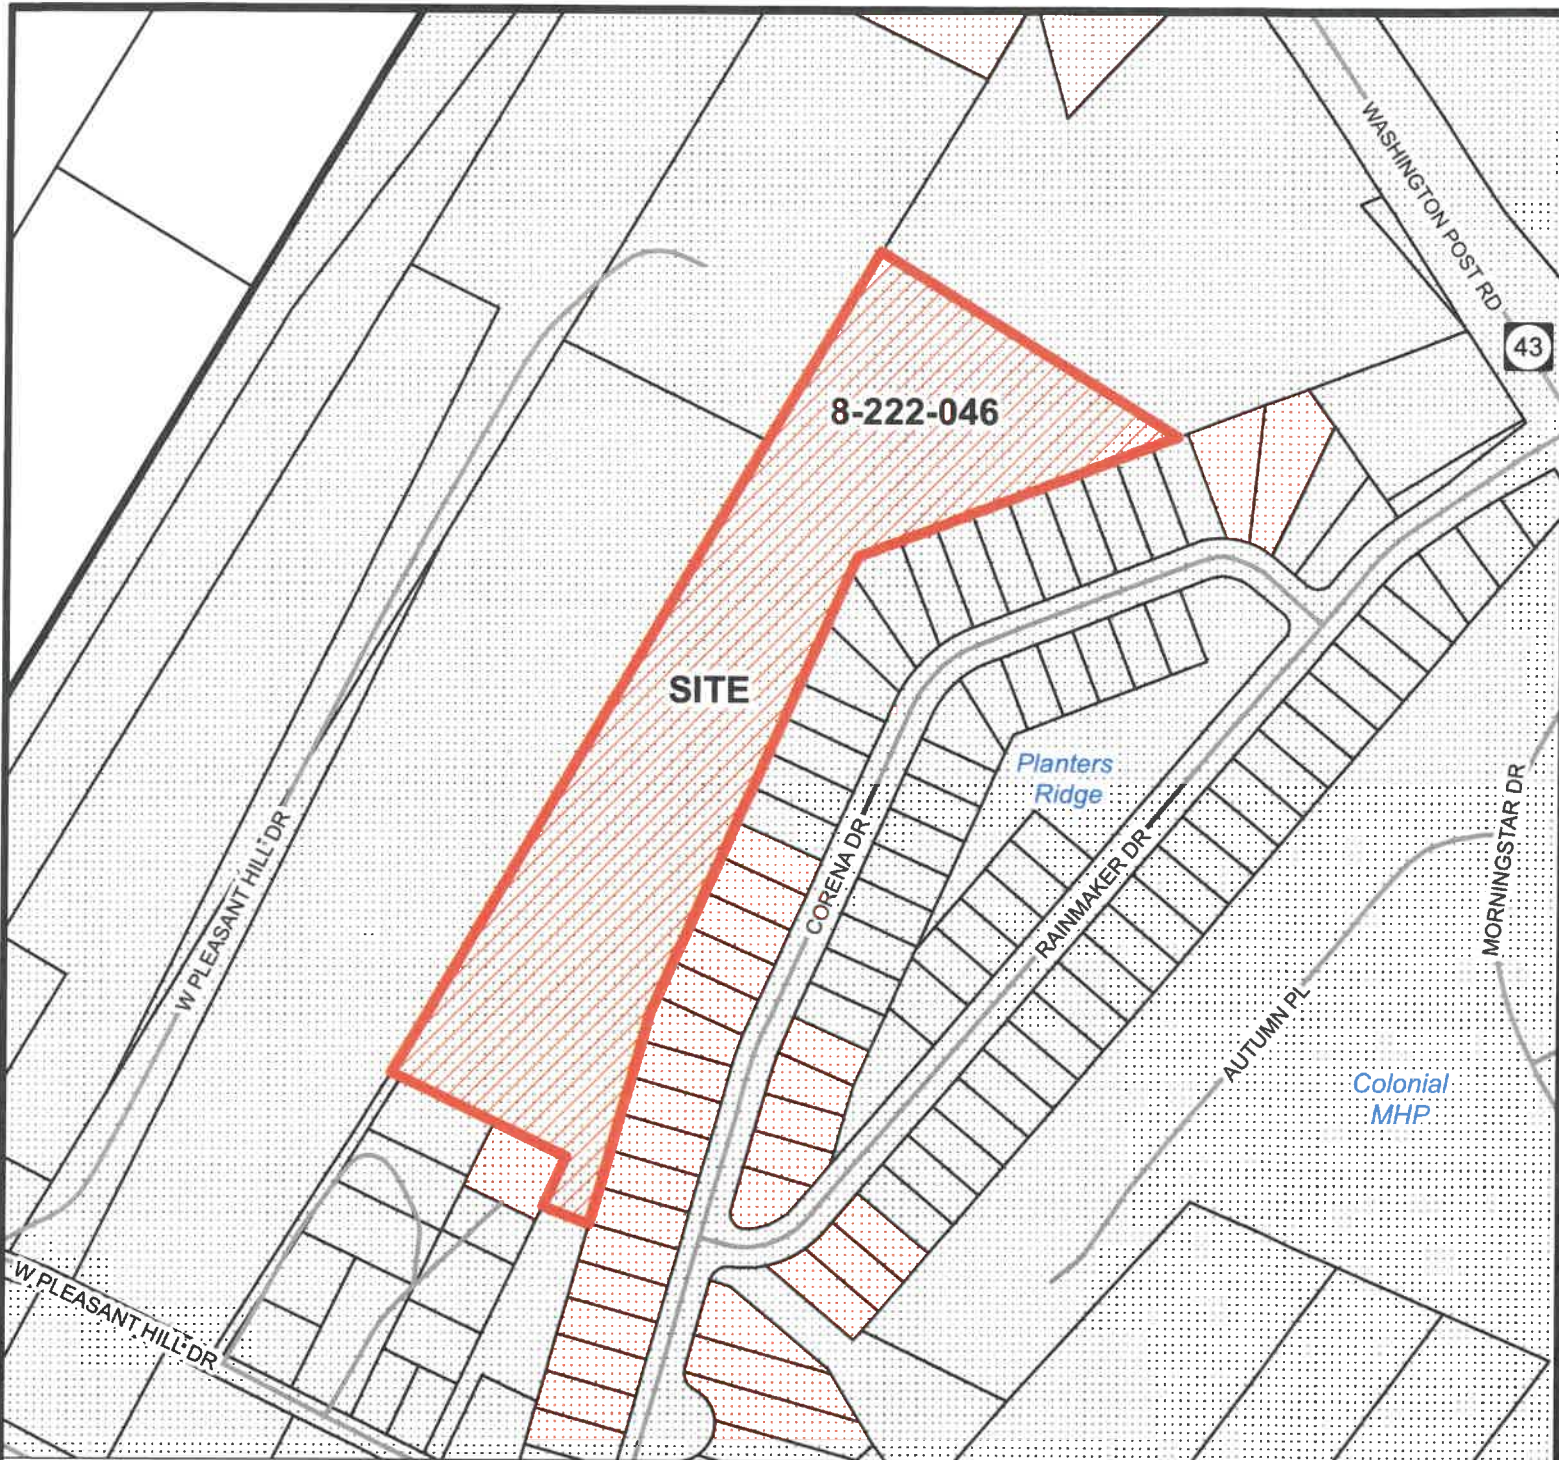 WASHINGTON POST RD
43
8-222-046
SITE
Planters
Ridge
CORENA DR
RAINMAKER DR
MORNINGSTAR DR
W PLEASANT HILL DR
AUTUMN PL
Colonial
MHP
W PLEASANT HILL DR